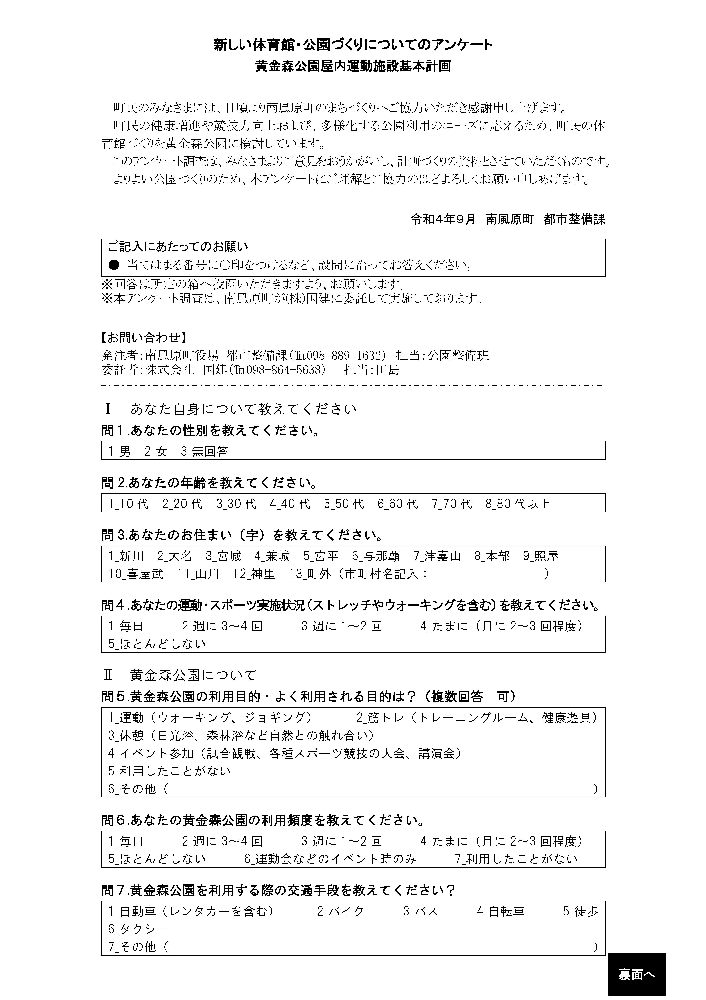 新しい体育館・公園づくりについてのアンケート
黄金森公園屋内運動施設基本計画
町民のみなさまには、日頃より南風原町のまちづくりへご協力いただき感謝申し上げます。
町民の健康増進や競技力向上および、多様化する公園利用のニーズに応えるため、町民の体
育館づくりを黄金森公園に検討しています。
このアンケート調査は、みなさまよりご意見をおうかがいし、計画づくりの資料とさせていただくものです。
よりよい公園づくりのため、本アンケートにご理解とご協力のほどよろしくお願い申しあげます。
令和4年9月　南風原町　都市整備課
ご記入にあたってのお願い
● 当てはまる番号に○印をつけるなど、設問に沿ってお答えください。
※回答は所定の箱へ投函いただきますよう、お願いします。
※本アンケート調査は、南風原町が(株)国建に委託して実施しております。
【お問い合わせ】
発注者：南風原町役場 都市整備課（℡098-889-1632） 担当：公園整備班
委託者：株式会社 国建（℡098-864-5638） 担当：田島
Ⅰ　あなた自身について教えてください
問１.あなたの性別を教えてください。
1_男　2_女　3_無回答
問 2.あなたの年齢を教えてください。
1_10 代　2_20 代　3_30 代　4_40 代　5_50 代　6_60 代　7_70 代　8_80 代以上
問 3.あなたのお住まい（字）を教えてください。
1_新川　2_大名　3_宮城　4_兼城　5_宮平　6_与那覇　7_津嘉山　8_本部　9_照屋
10_喜屋武　11_山川　12_神里　13_町外（市町村名記入：　　　　　　　　　）
問４.あなたの運動・スポーツ実施状況（ストレッチやウォーキングを含む）を教えてください。
1_毎日　　　2_週に 3～4 回　　　3_週に 1～2 回　　　4_たまに（月に 2～3 回程度）
5_ほとんどしない
Ⅱ　黄金森公園について
問５.黄金森公園の利用目的・よく利用される目的は？（複数回答　可）
1_運動（ウォーキング、ジョギング）　　　2_筋トレ（トレーニングルーム、健康遊具）
3_休憩（日光浴、森林浴など自然との触れ合い）
4_イベント参加（試合観戦、各種スポーツ競技の大会、講演会）
5_利用したことがない
6_その他（　　　　　　　　　　　　　　　　　　　　　　　　　　　　　　　　　　）
問６.あなたの黄金森公園の利用頻度を教えてください。
1_毎日　　　2_週に 3～4 回　　　3_週に 1～2 回　　　4_たまに（月に 2～3 回程度）
5_ほとんどしない　　　6_運動会などのイベント時のみ　　　7_利用したことがない
問７.黄金森公園を利用する際の交通手段を教えてください？
1_自動車（レンタカーを含む）　　　2_バイク　　　3_バス　　　4_自転車　　　5_徒歩
6_タクシー
7_その他（　　　　　　　　　　　　　　　　　　　　　　　　　　　　　　　　　　）
裏面へ